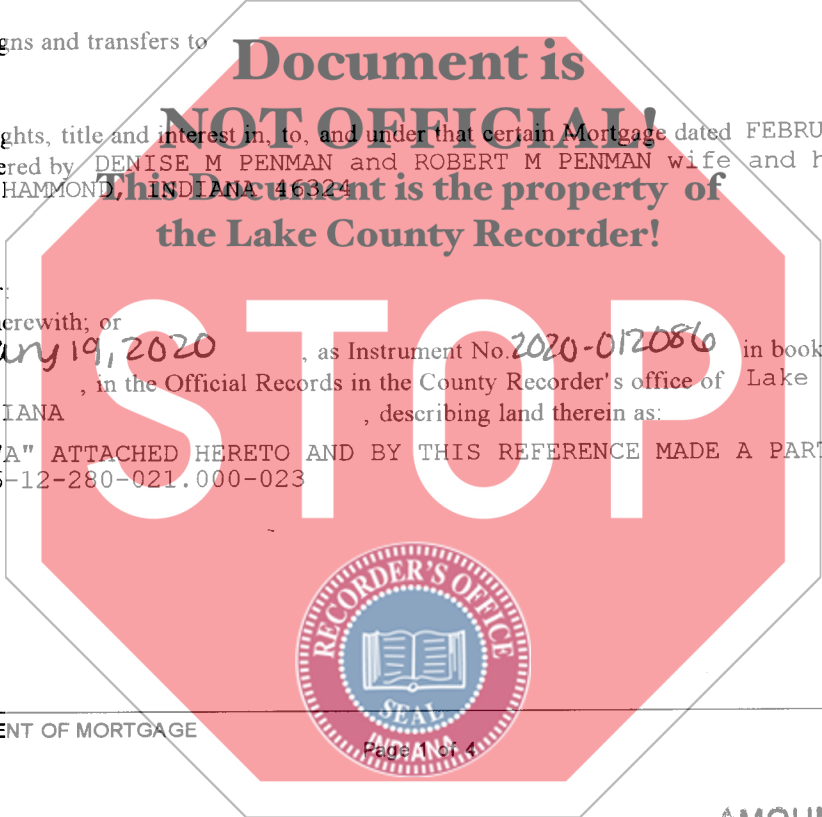 gns and transfers to
Document is
NOT OFFICIAL!
ghts, title and interest in, to, and under that certain Mortgage dated FEBRU
ered by DENISE M PENMAN and ROBERT M PENMAN wife and h
HAMMOND, INDIANA 46324
This Document is the property of
the Lake County Recorder!
r:
erewith; or
ary 19, 2020 , as Instrument No. 2020-012086 in book
, in the Official Records in the County Recorder's office of Lake
IANA , describing land therein as:
"A" ATTACHED HERETO AND BY THIS REFERENCE MADE A PART
5-12-280-021.000-023
STOP
RECORDER'S OFFICE
SEAL
INDIANA
ENT OF MORTGAGE
Page 1 of 4
AMOU